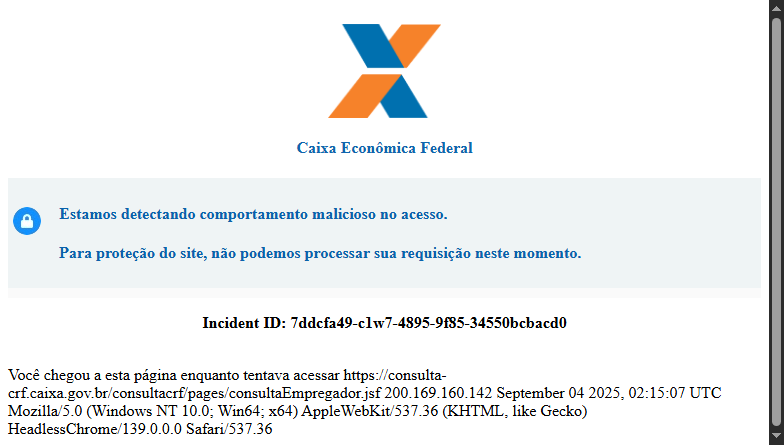 Caixa Econômica Federal
Estamos detectando comportamento malicioso no acesso.
Para proteção do site, não podemos processar sua requisição neste momento.
Incident ID: 7ddcfa49-c1w7-4895-9f85-34550bcbacd0
Você chegou a esta página enquanto tentava acessar https://consulta-
crf.caixa.gov.br/consultacrf/pages/consultaEmpregador.jsf 200.169.160.142 September 04 2025, 02:15:07 UTC
Mozilla/5.0 (Windows NT 10.0; Win64; x64) AppleWebKit/537.36 (KHTML, like Gecko)
HeadlessChrome/139.0.0.0 Safari/537.36